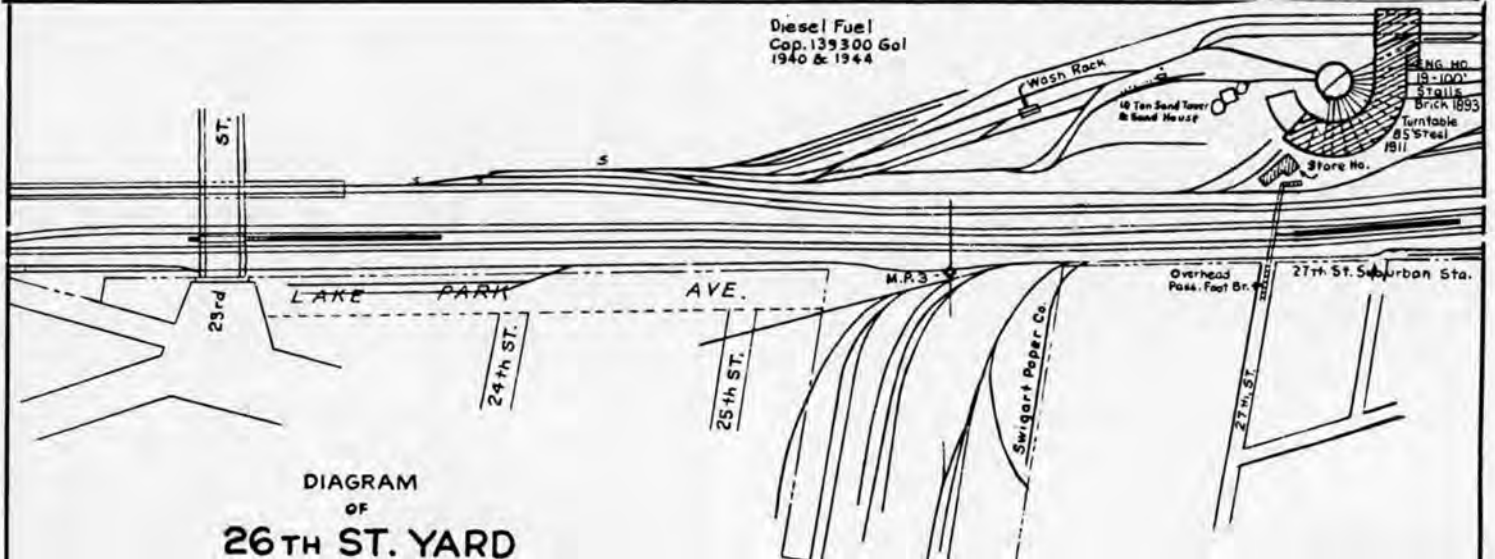 Diesel Fuel
Cap. 139300 Gal
1940 & 1944
Wash Rack
10 Ton Sand Tower
& Sand House
ENG. HO.
19-100'
Stalls
Brick 1893
Turntable
85' Steel
1911
Store Ho.
ST.
23rd
S
S
S
LAKE PARK AVE.
M.P.3
Overhead
Pass. Foot Br.
27th St. Suburban Sta.
24th ST.
25th ST.
Swigart Paper Co.
27th. ST.
DIAGRAM
OF
26TH ST. YARD